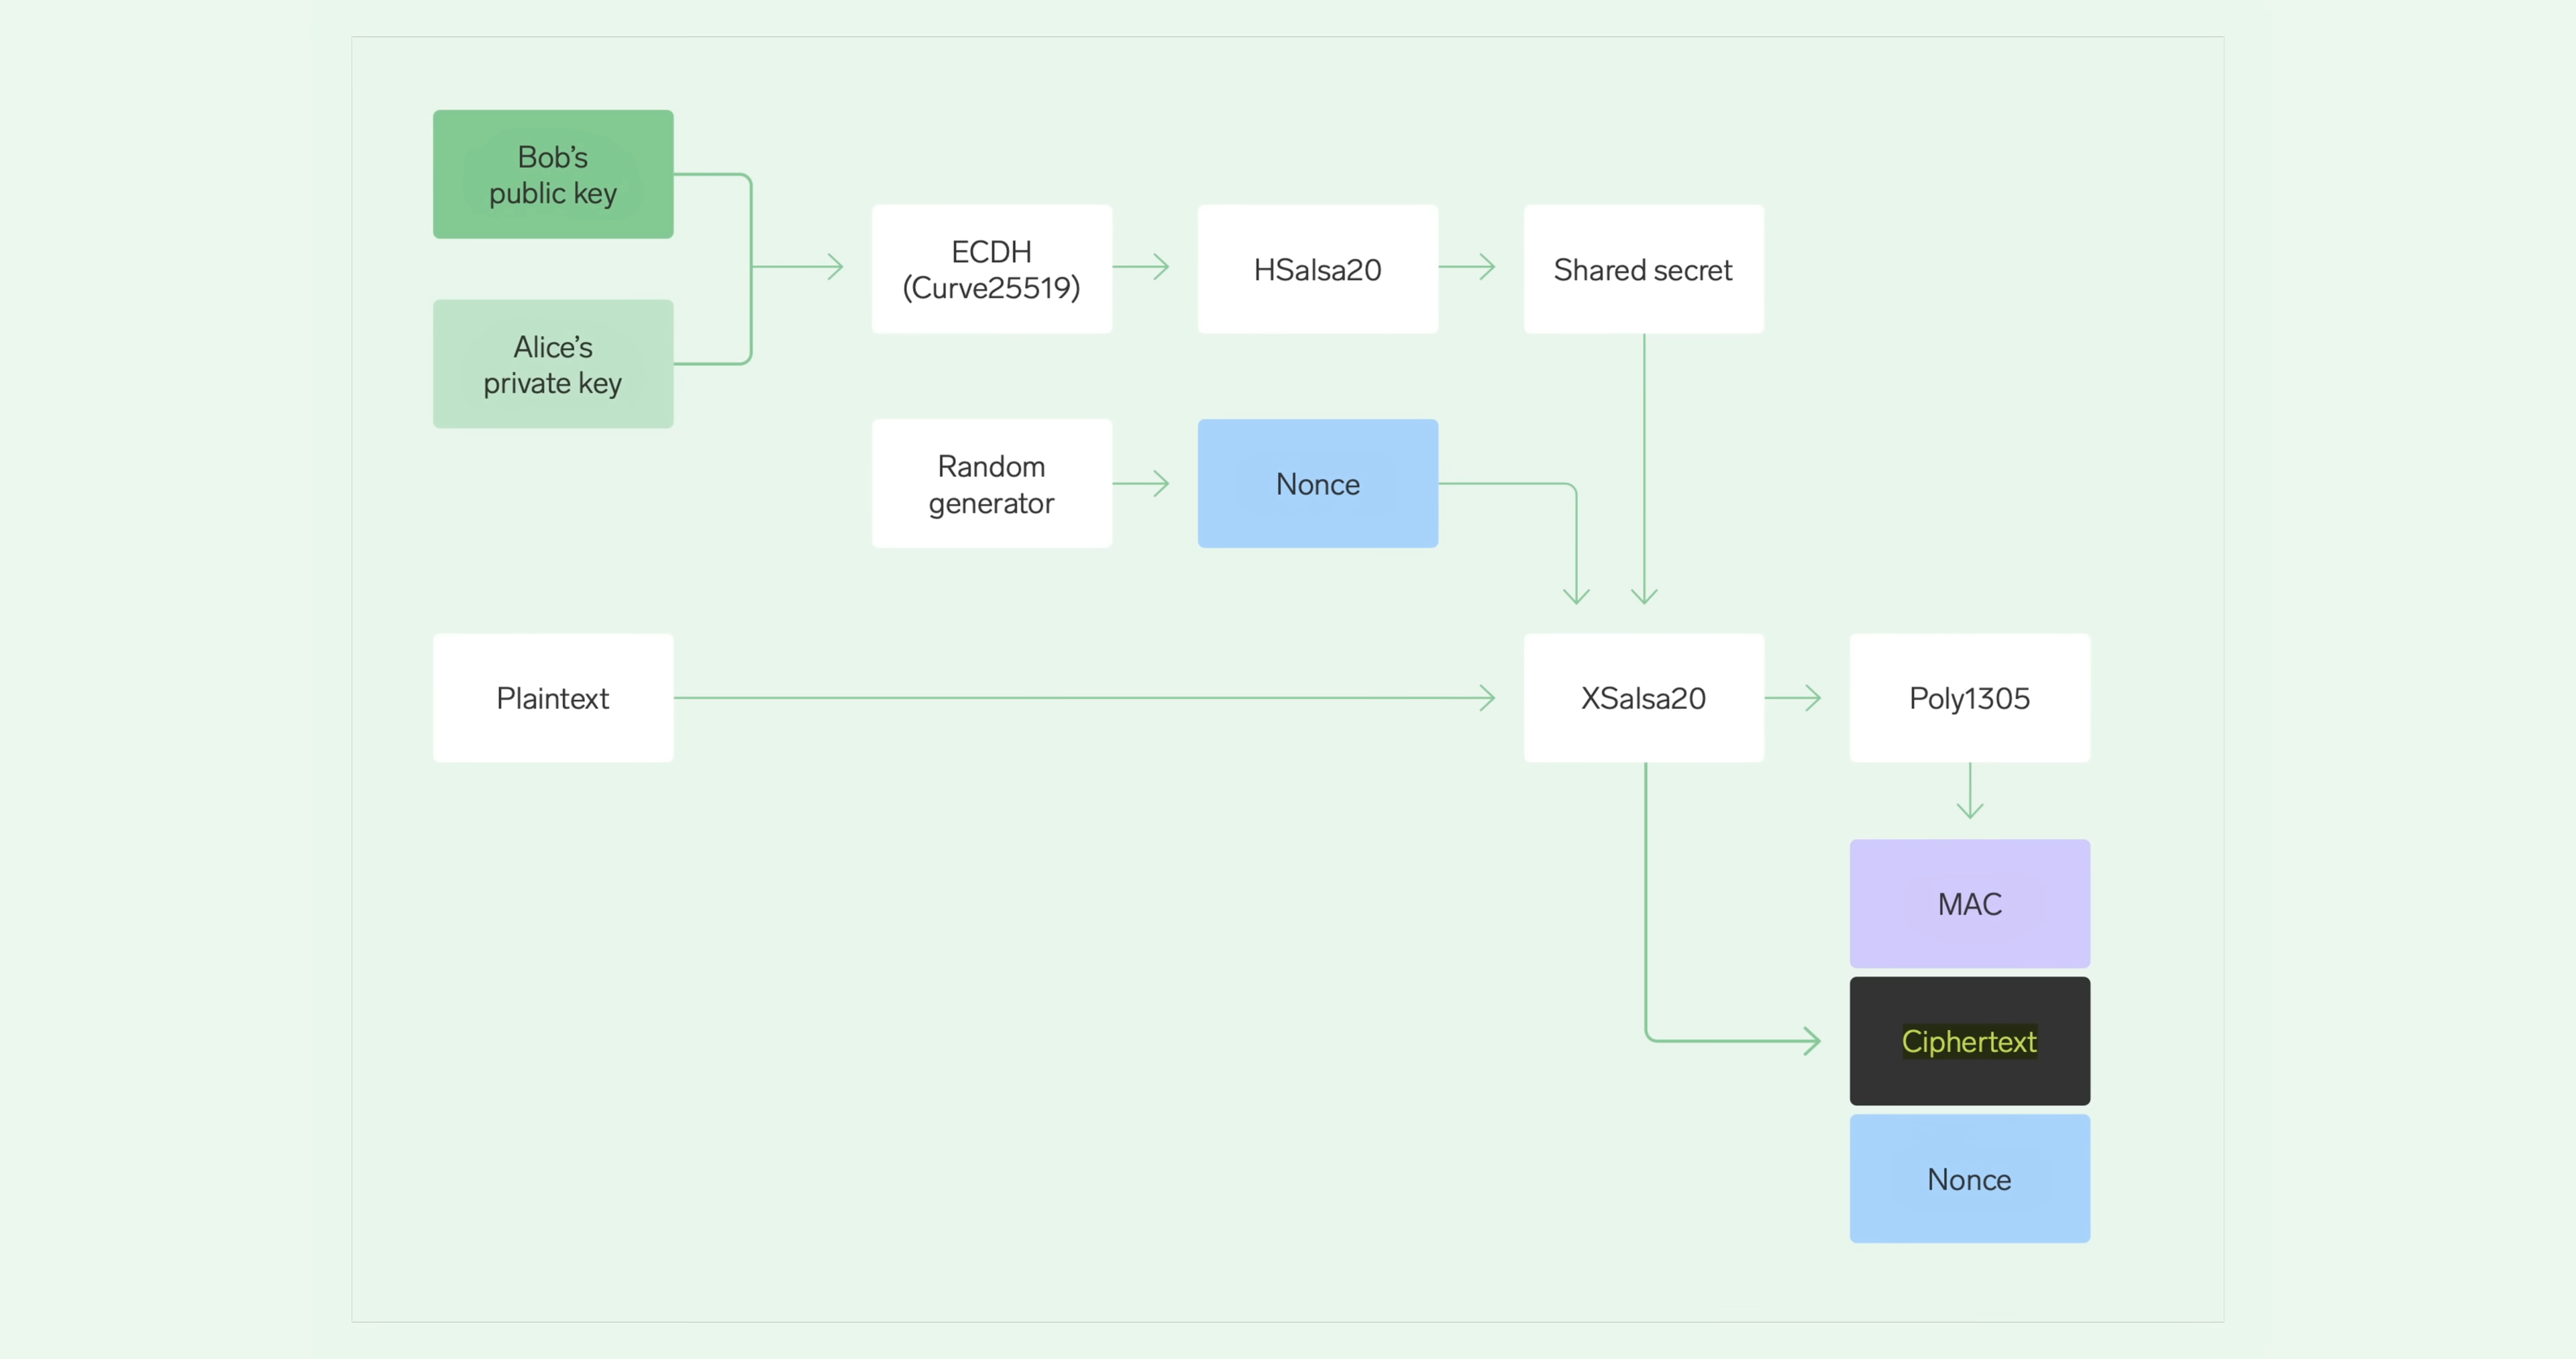 Bob’s
public key
Alice’s
private key
ECDH
(Curve25519)
HSalsa20
Shared secret
Random
generator
Nonce
Plaintext
XSalsa20
Poly1305
MAC
Ciphertext
Nonce